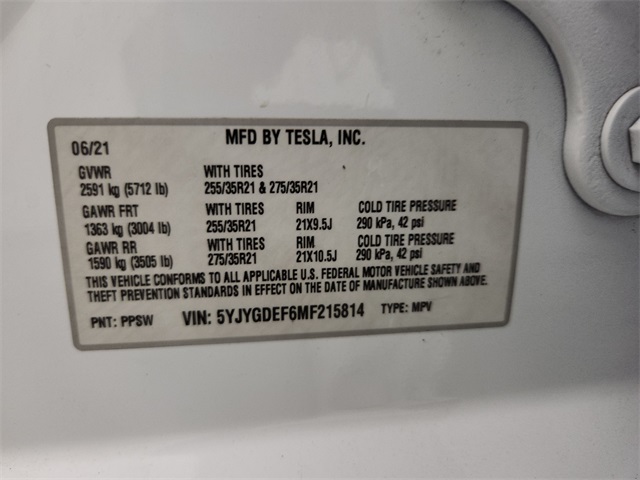 MFD BY TESLA, INC.
06/21
GVWR WITH TIRES
2591 kg (5712 lb) 255/35R21 & 275/35R21
GAWR FRT WITH TIRES RIM COLD TIRE PRESSURE
1363 kg (3004 lb) 255/35R21 21X9.5J 290 kPa, 42 psi
GAWR RR WITH TIRES RIM COLD TIRE PRESSURE
1590 kg (3505 lb) 275/35R21 21X10.5J 290 kPa, 42 psi
THIS VEHICLE CONFORMS TO ALL APPLICABLE U.S. FEDERAL MOTOR VEHICLE SAFETY AND
THEFT PREVENTION STANDARDS IN EFFECT ON THE DATE OF MANUFACTURE SHOWN ABOVE.
PNT: PPSW VIN: 5YJYGDEF6MF215814 TYPE: MPV